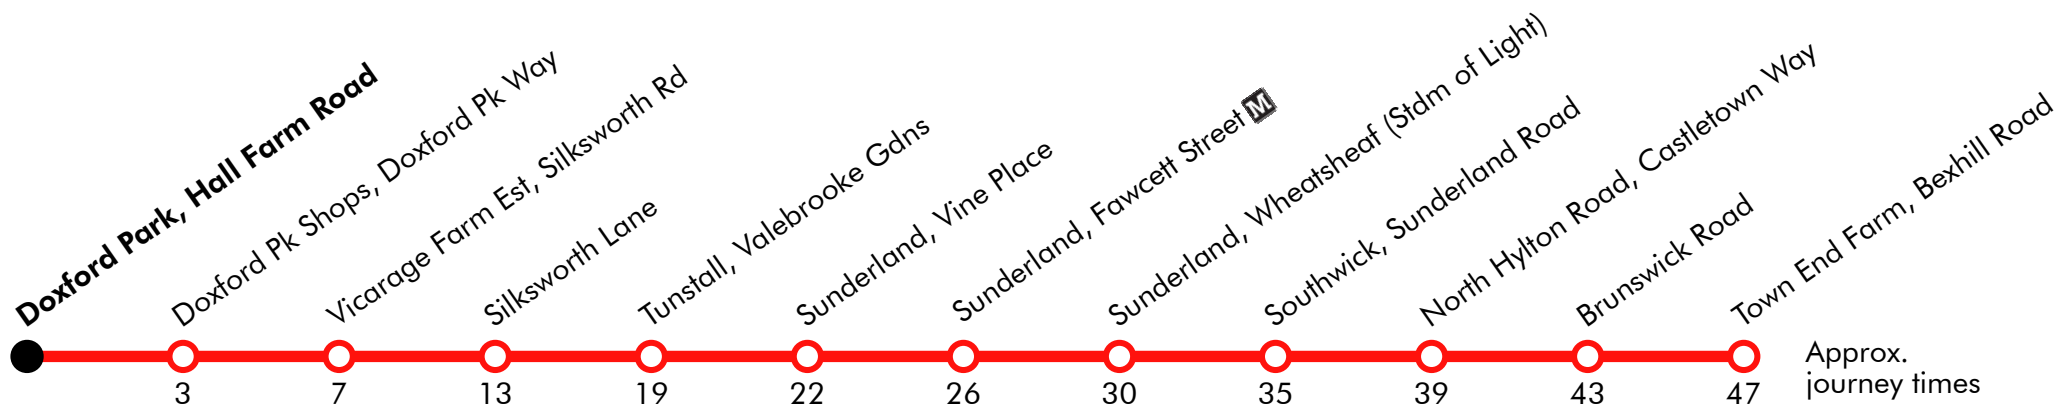 Doxford Park, Hall Farm Road
Doxford Pk Shops, Doxford Pk Way
Vicarage Farm Est, Silksworth Rd
Silksworth Lane
Tunstall, Valebrooke Gdns
Sunderland, Vine Place
Sunderland, Fawcett Street M
Sunderland, Wheatsheaf (Stdm of Light)
Southwick, Sunderland Road
North Hylton Road, Castletown Way
Brunswick Road
Town End Farm, Bexhill Road
3 7 13 19 22 26 30 35 39 43 47
Approx.
journey times